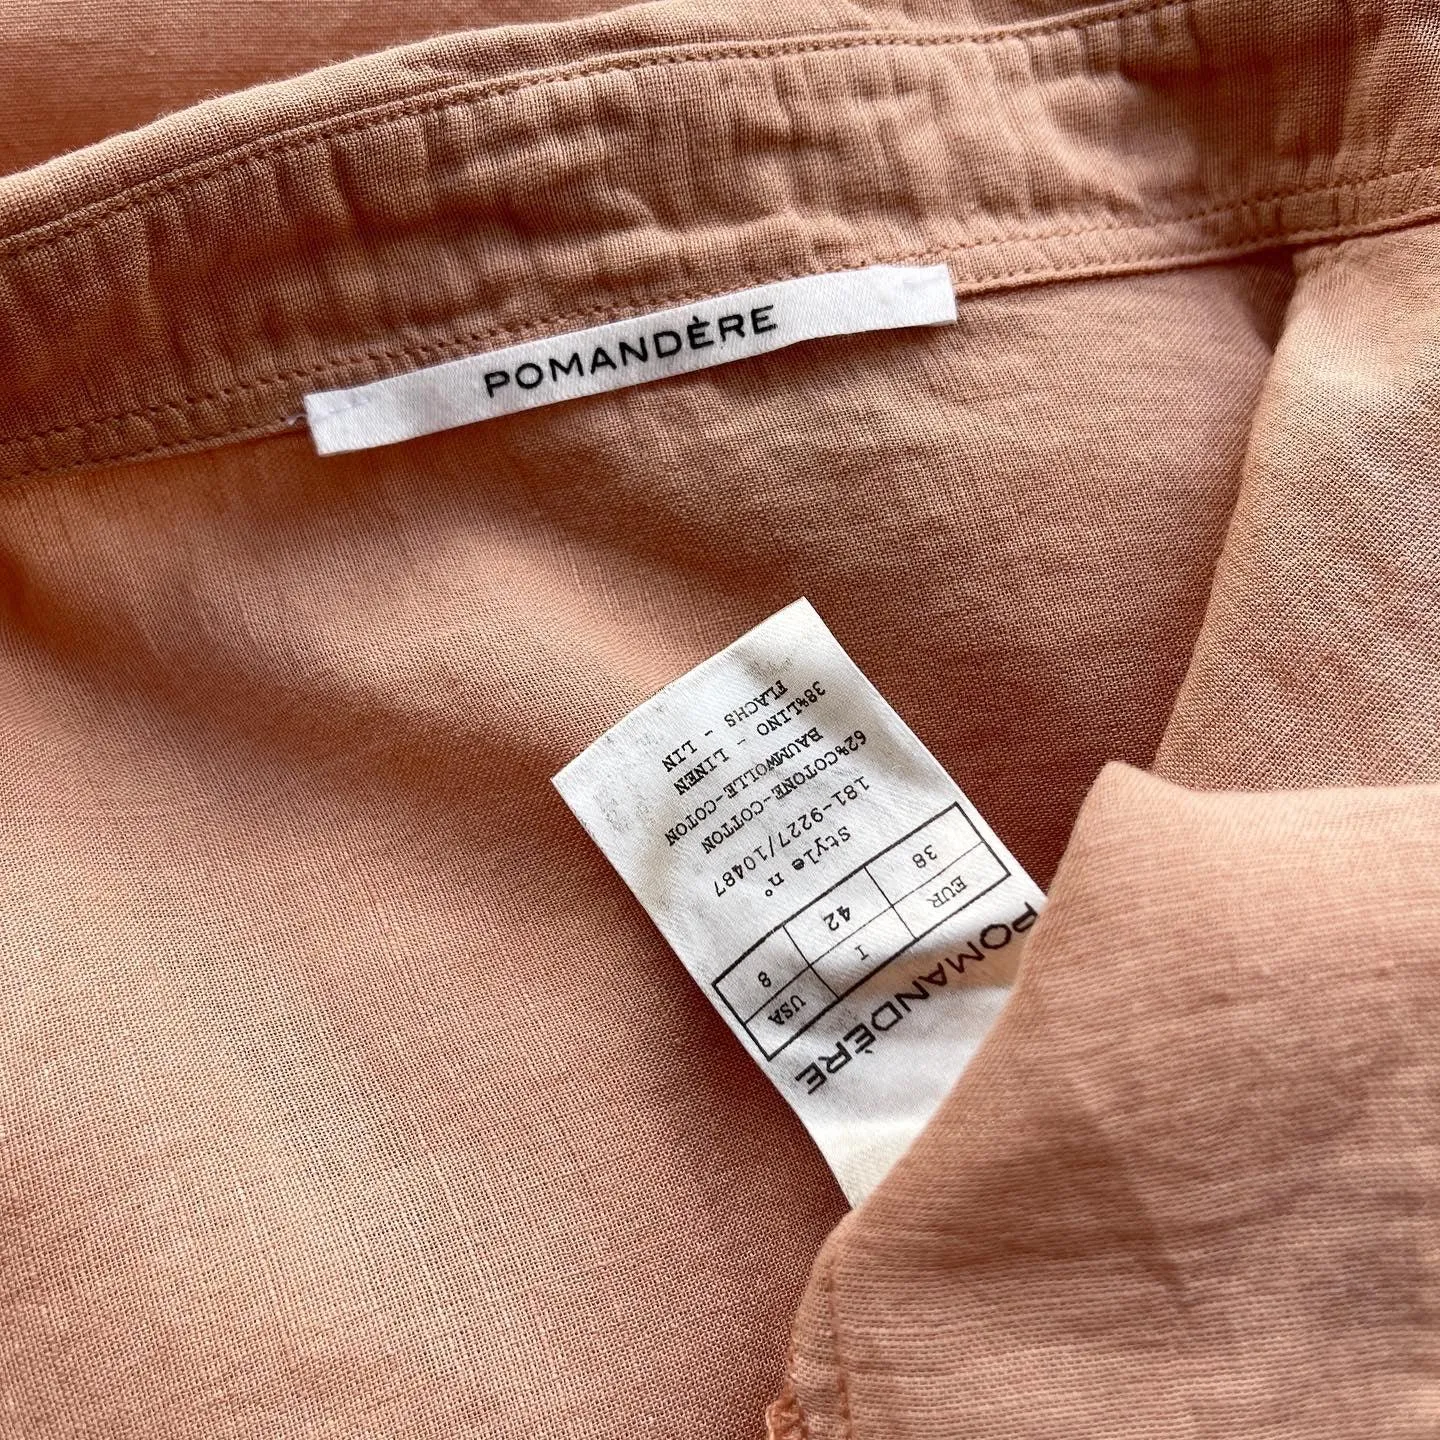 POMANDÈRE
POMANDÈRE
EUR I USA
38 42 8
Style n°
181-9227/10487
62%COTONE-COTTON
BAUMWOLLE-COTON
38%LINO - LINEN
FLACHS - LIN